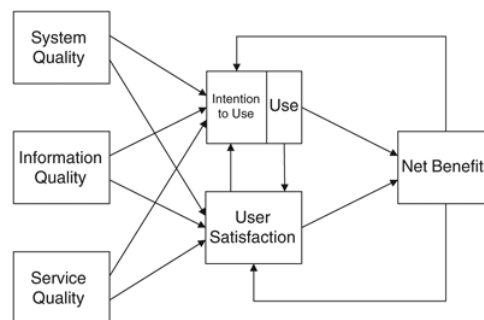 System
Quality
Information
Quality
Service
Quality
Intention
to Use
Use
User
Satisfaction
Net Benefit